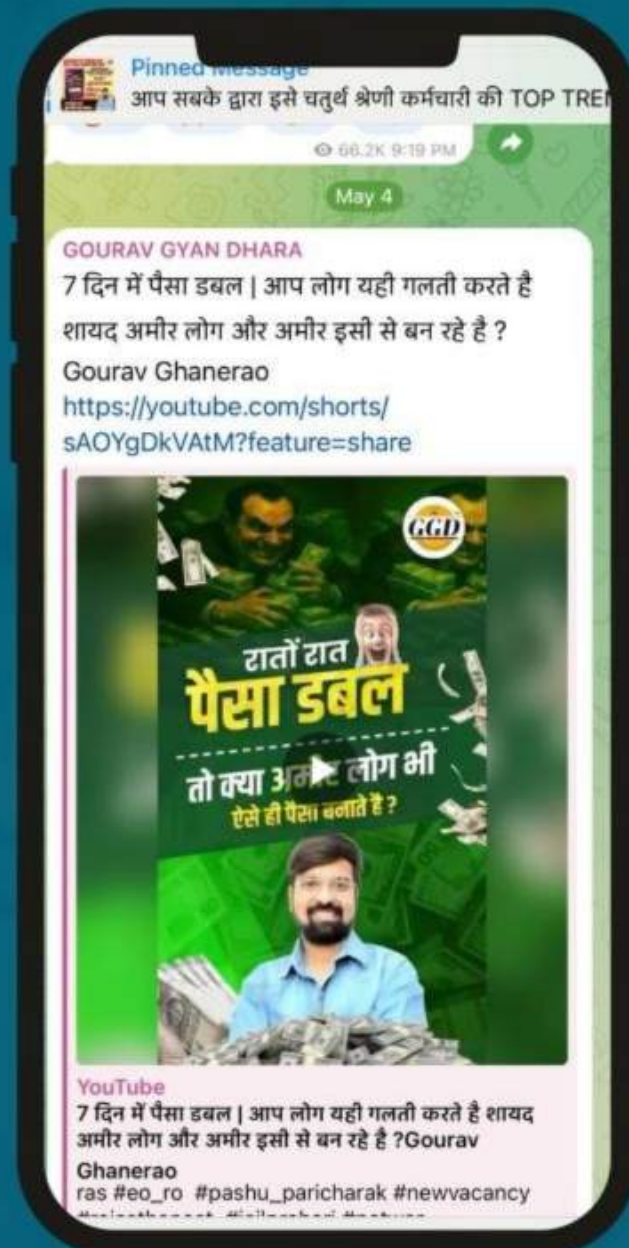 Pinned Message
आप सबके द्वारा इसे चतुर्थ श्रेणी कर्मचारी की TOP TREN
66.2K 9:19 PM
May 4
GOURAV GYAN DHARA
7 दिन में पैसा डबल | आप लोग यही गलती करते है
शायद अमीर लोग और अमीर इसी से बन रहे है ?
Gourav Ghanerao
https://youtube.com/shorts/
sAOYgDkVAtM?feature=share
GGD
रातों रात
पैसा डबल
तो क्या अमीर लोग भी
ऐसे ही पैसा बनाते है ?
YouTube
7 दिन में पैसा डबल | आप लोग यही गलती करते है शायद
अमीर लोग और अमीर इसी से बन रहे है ?Gourav
Ghanerao
ras #eo_ro #pashu_paricharak #newvacancy